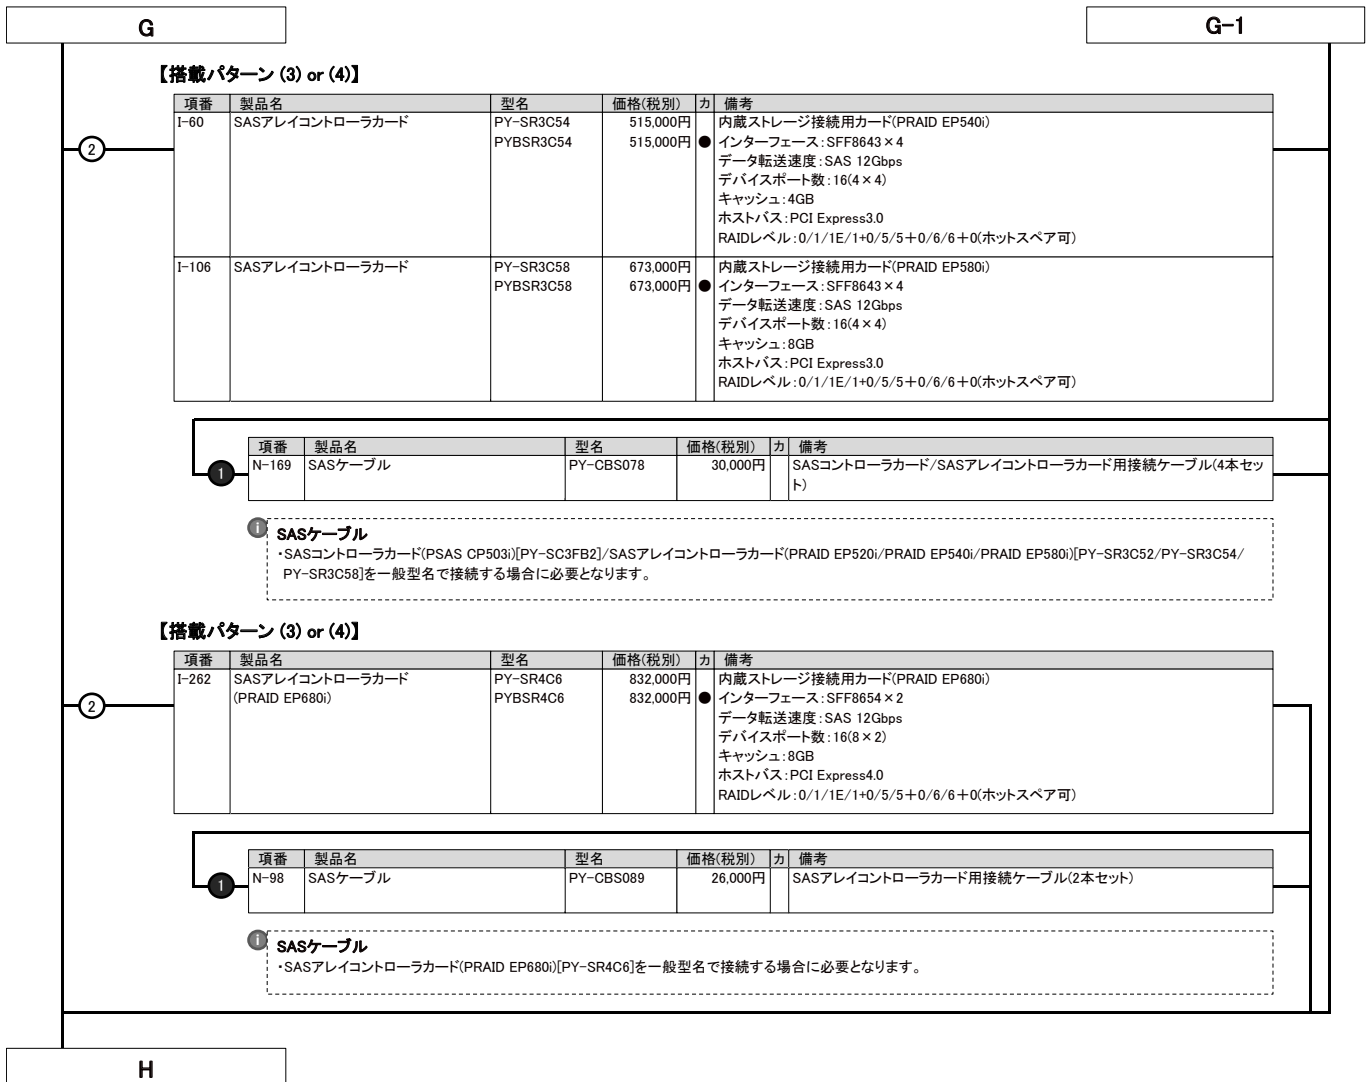 G
G-1
【搭載パターン (3) or (4)】
項番 製品名 型名 価格(税別) カ 備考
I-60 SASアレイコントローラカード PY-SR3C54 515,000円 内蔵ストレージ接続用カード(PRAID EP540i)
2
PYBSR3C54 515,000円 ● インターフェース:SFF8643×4
データ転送速度:SAS 12Gbps
デバイスポート数:16(4×4)
キャッシュ:4GB
ホストバス:PCI Express3.0
RAIDレベル:0/1/1E/1+0/5/5+0/6/6+0(ホットスペア可)
I-106 SASアレイコントローラカード PY-SR3C58 673,000円 内蔵ストレージ接続用カード(PRAID EP580i)
PYBSR3C58 673,000円 ● インターフェース:SFF8643×4
データ転送速度:SAS 12Gbps
デバイスポート数:16(4×4)
キャッシュ:8GB
ホストバス:PCI Express3.0
RAIDレベル:0/1/1E/1+0/5/5+0/6/6+0(ホットスペア可)
項番 製品名 型名 価格(税別) カ 備考
1
N-169 SASケーブル PY-CBS078 30,000円 SASコントローラカード/SASアレイコントローラカード用接続ケーブル(4本セッ
ト)
i
SASケーブル
・SASコントローラカード(PSAS CP503i)[PY-SC3FB2]/SASアレイコントローラカード(PRAID EP520i/PRAID EP540i/PRAID EP580i)[PY-SR3C52/PY-SR3C54/
PY-SR3C58]を一般型名で接続する場合に必要となります。
【搭載パターン (3) or (4)】
項番 製品名 型名 価格(税別) カ 備考
I-262 SASアレイコントローラカード PY-SR4C6 832,000円 内蔵ストレージ接続用カード(PRAID EP680i)
2
(PRAID EP680i) PYBSR4C6 832,000円 ● インターフェース:SFF8654×2
データ転送速度:SAS 12Gbps
デバイスポート数:16(8×2)
キャッシュ:8GB
ホストバス:PCI Express4.0
RAIDレベル:0/1/1E/1+0/5/5+0/6/6+0(ホットスペア可)
項番 製品名 型名 価格(税別) カ 備考
1
N-98 SASケーブル PY-CBS089 26,000円 SASアレイコントローラカード用接続ケーブル(2本セット)
i
SASケーブル
・SASアレイコントローラカード(PRAID EP680i)[PY-SR4C6]を一般型名で接続する場合に必要となります。
H